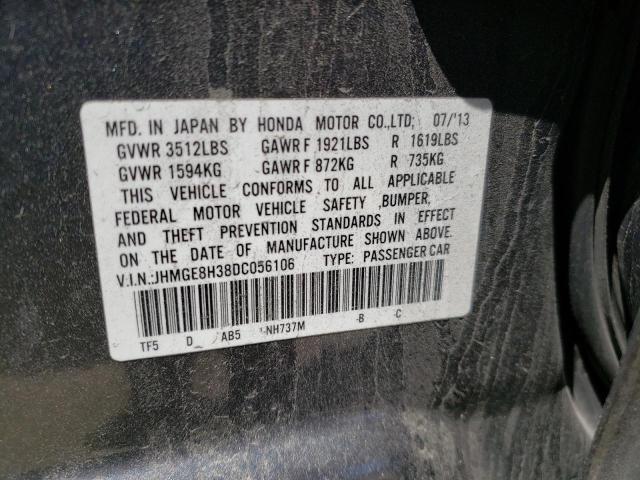 MFD. IN JAPAN BY HONDA MOTOR CO.,LTD. 07/'13
GVWR 3512LBS GAWR F 1921LBS R 1619LBS
GVWR 1594KG GAWR F 872KG R 735KG
THIS VEHICLE CONFORMS TO ALL APPLICABLE
FEDERAL MOTOR VEHICLE SAFETY ,BUMPER,
AND THEFT PREVENTION STANDARDS IN EFFECT
ON THE DATE OF MANUFACTURE SHOWN ABOVE.
V.I.N.:JHMGE8H38DC056106 TYPE: PASSENGER CAR
TF5 D_ AB5 -NH737M -B -C